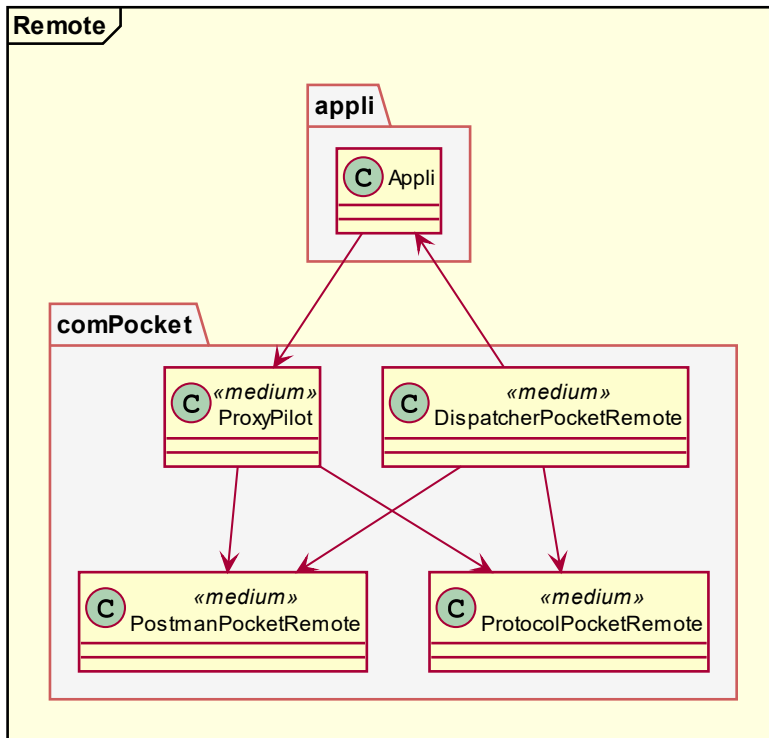 Remote
appli
C Appli
comPocket
C «medium»
ProxyPilot
C «medium»
DispatcherPocketRemote
C «medium»
PostmanPocketRemote
C «medium»
ProtocolPocketRemote